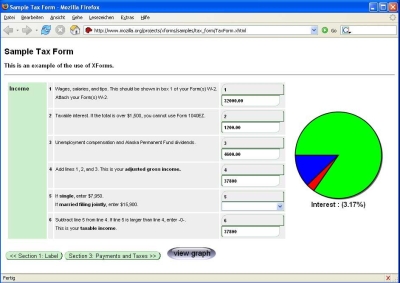 Sample Tax Form - Mozilla Firefox
Datei Bearbeiten Ansicht Gehe Lesezeichen Extras Hilfe
http://www.mozilla.org/projects/xforms/samples/tax_form/TaxForm.xhtml
Go
Sample Tax Form
This is an example of the use of XForms.
Income
1 Wages, salaries, and tips. This should be shown in box 1 of your Form(s) W-2.
Attach your Form(s) W-2.
1
32000.00
2 Taxable interest. If the total is over $1,500, you cannot use Form 1040EZ.
2
1200.00
3 Unemployment compensation and Alaska Permanent Fund dividends.
3
4600.00
4 Add lines 1, 2, and 3. This is your adjusted gross income.
4
37800
5 If single, enter $7,950.
If married filing jointly, enter $15,900.
5
6 Subtract line 5 from line 4. If line 5 is larger than line 4, enter -0-.
This is your taxable income.
6
37800
Interest : (3.17%)
<< Section 1: Label
Section 3: Payments and Taxes >>
view graph
Fertig